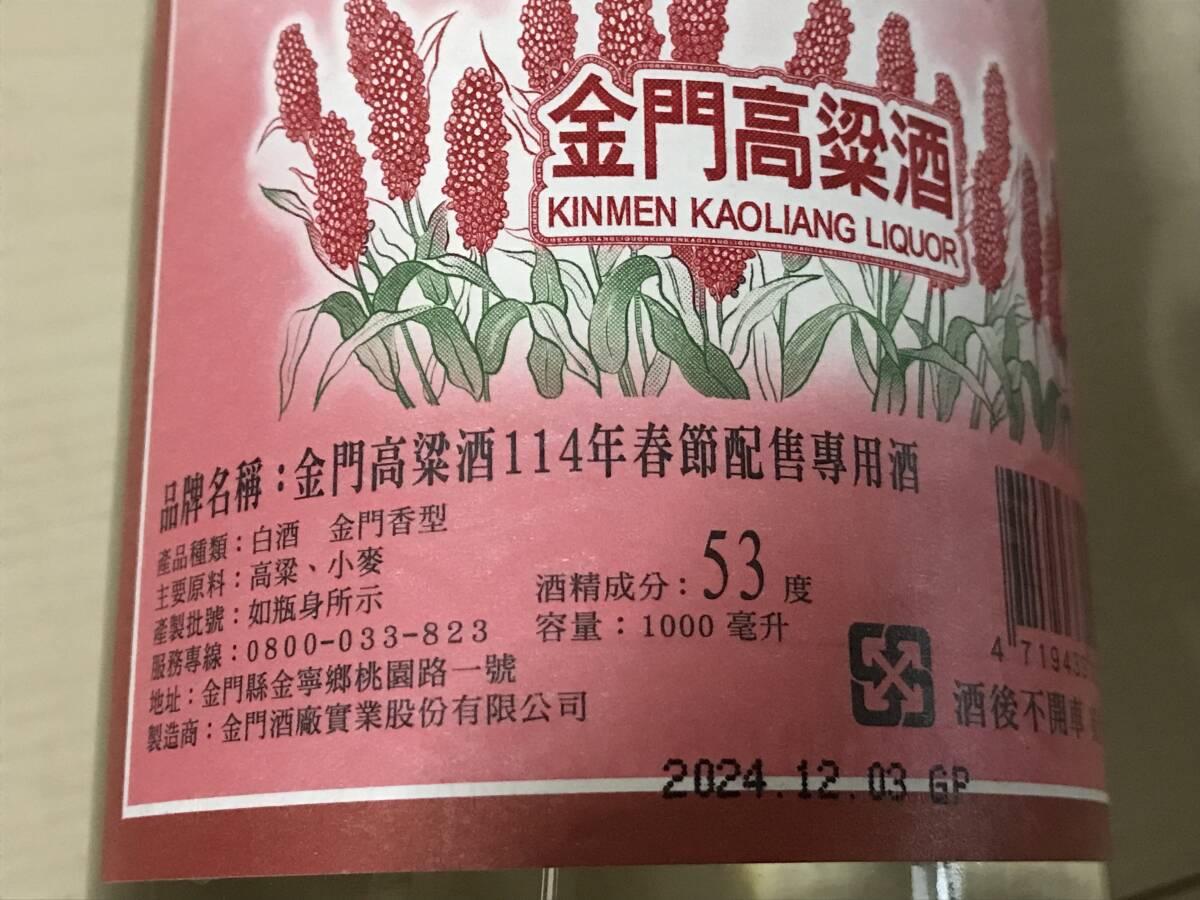 金門高粱酒
KINMEN KAOLIANG LIQUOR
品牌名稱：金門高粱酒114年春節配售專用酒
產品種類：白酒 金門香型
主要原料：高粱、小麥
產製批號：如瓶身所示
服務專線：0800-033-823
地址：金門縣金寧鄉桃園路一號
製造商：金門酒廠實業股份有限公司
酒精成分：53度
容量：1000 毫升
4 71943
酒後不開車
2024.12.03 GP